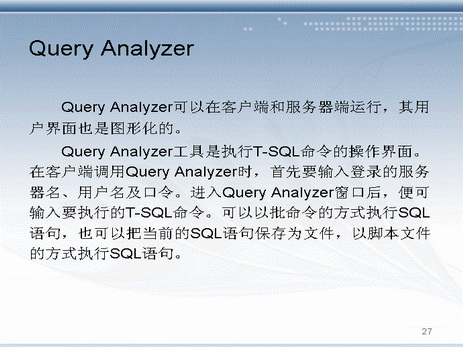 Query Analyzer
Query Analyzer可以在客户端和服务器端运行，其用
户界面也是图形化的。
Query Analyzer工具是执行T-SQL命令的操作界面。
在客户端调用Query Analyzer时，首先要输入登录的服务
器名、用户名及口令。进入Query Analyzer窗口后，便可
输入要执行的T-SQL命令。可以以批命令的方式执行SQL
语句，也可以把当前的SQL语句保存为文件，以脚本文件
的方式执行SQL语句。
27